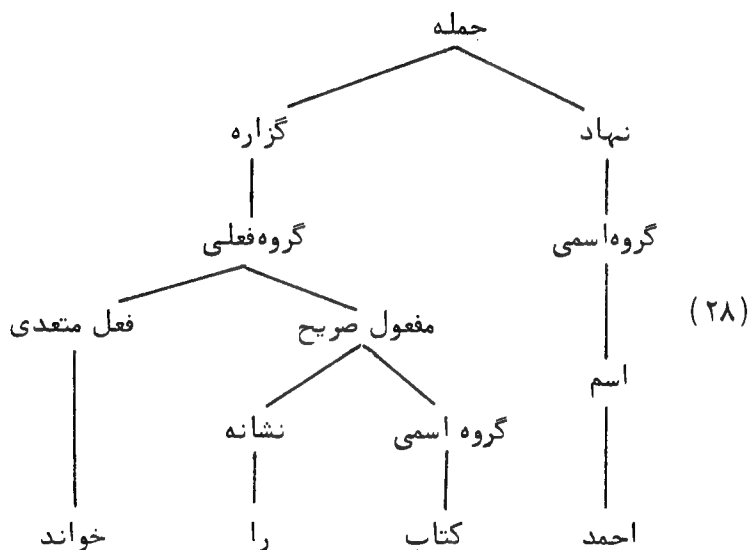 جمله
نهاد گزاره
گروه اسمی گروه فعلی
(۲۸) مفعول صریح فعل متعدی
اسم
گروه اسمی نشانه
احمد کتاب را خواند